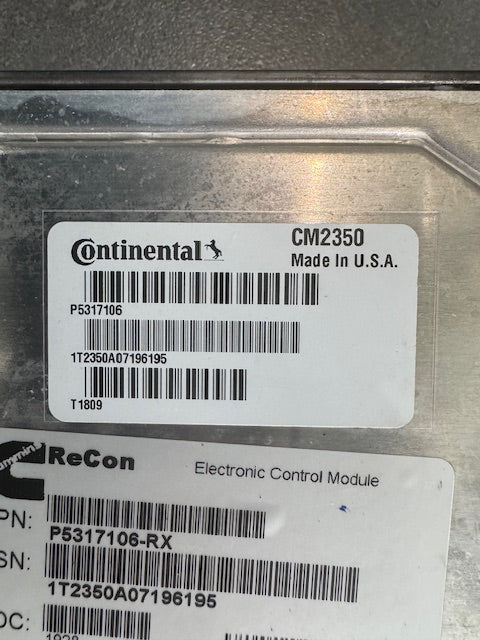 Continental
CM2350
Made In U.S.A.
P5317106
1T2350A07196195
T1809
ReCon
Electronic Control Module
PN:
P5317106-RX
SN:
1T2350A07196195
DC: